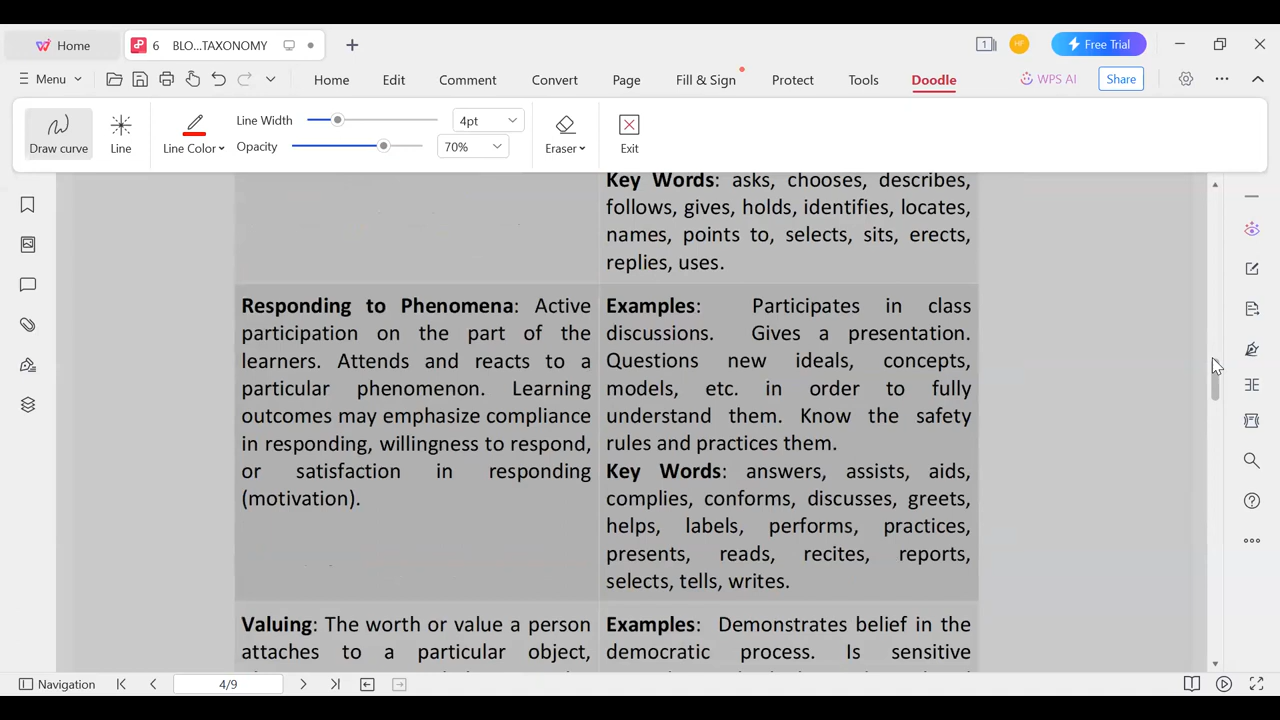 Home
6 BLO...TAXONOMY
1
HF
Free Trial
Menu
Home Edit Comment Convert Page Fill & Sign Protect Tools Doodle
WPS AI
Share
Draw curve
Line
Line Color
Line Width
4pt
Opacity
70%
Eraser
Exit
Key Words: asks, chooses, describes,
follows, gives, holds, identifies, locates,
names, points to, selects, sits, erects,
replies, uses.
Responding to Phenomena: Active
participation on the part of the
learners. Attends and reacts to a
particular phenomenon. Learning
outcomes may emphasize compliance
in responding, willingness to respond,
or satisfaction in responding
(motivation).
Examples: Participates in class
discussions. Gives a presentation.
Questions new ideals, concepts,
models, etc. in order to fully
understand them. Know the safety
rules and practices them.
Key Words: answers, assists, aids,
complies, conforms, discusses, greets,
helps, labels, performs, practices,
presents, reads, recites, reports,
selects, tells, writes.
Valuing: The worth or value a person
attaches to a particular object,
Examples: Demonstrates belief in the
democratic process. Is sensitive
Navigation
4/9